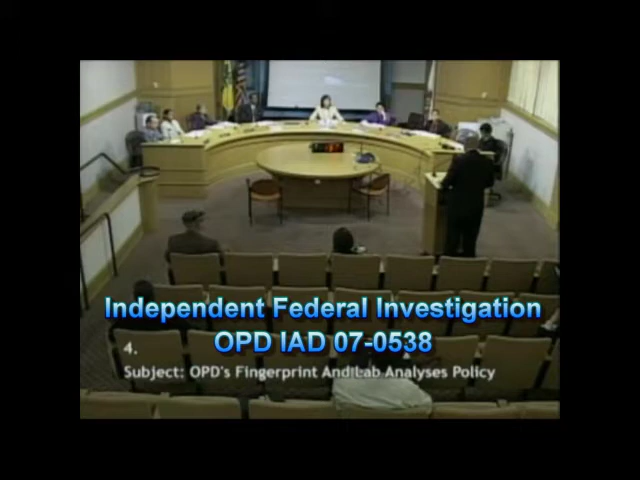 Independent Federal Investigation
OPD IAD 07-0538
4.
Subject: OPD's Fingerprint And Lab Analyses Policy